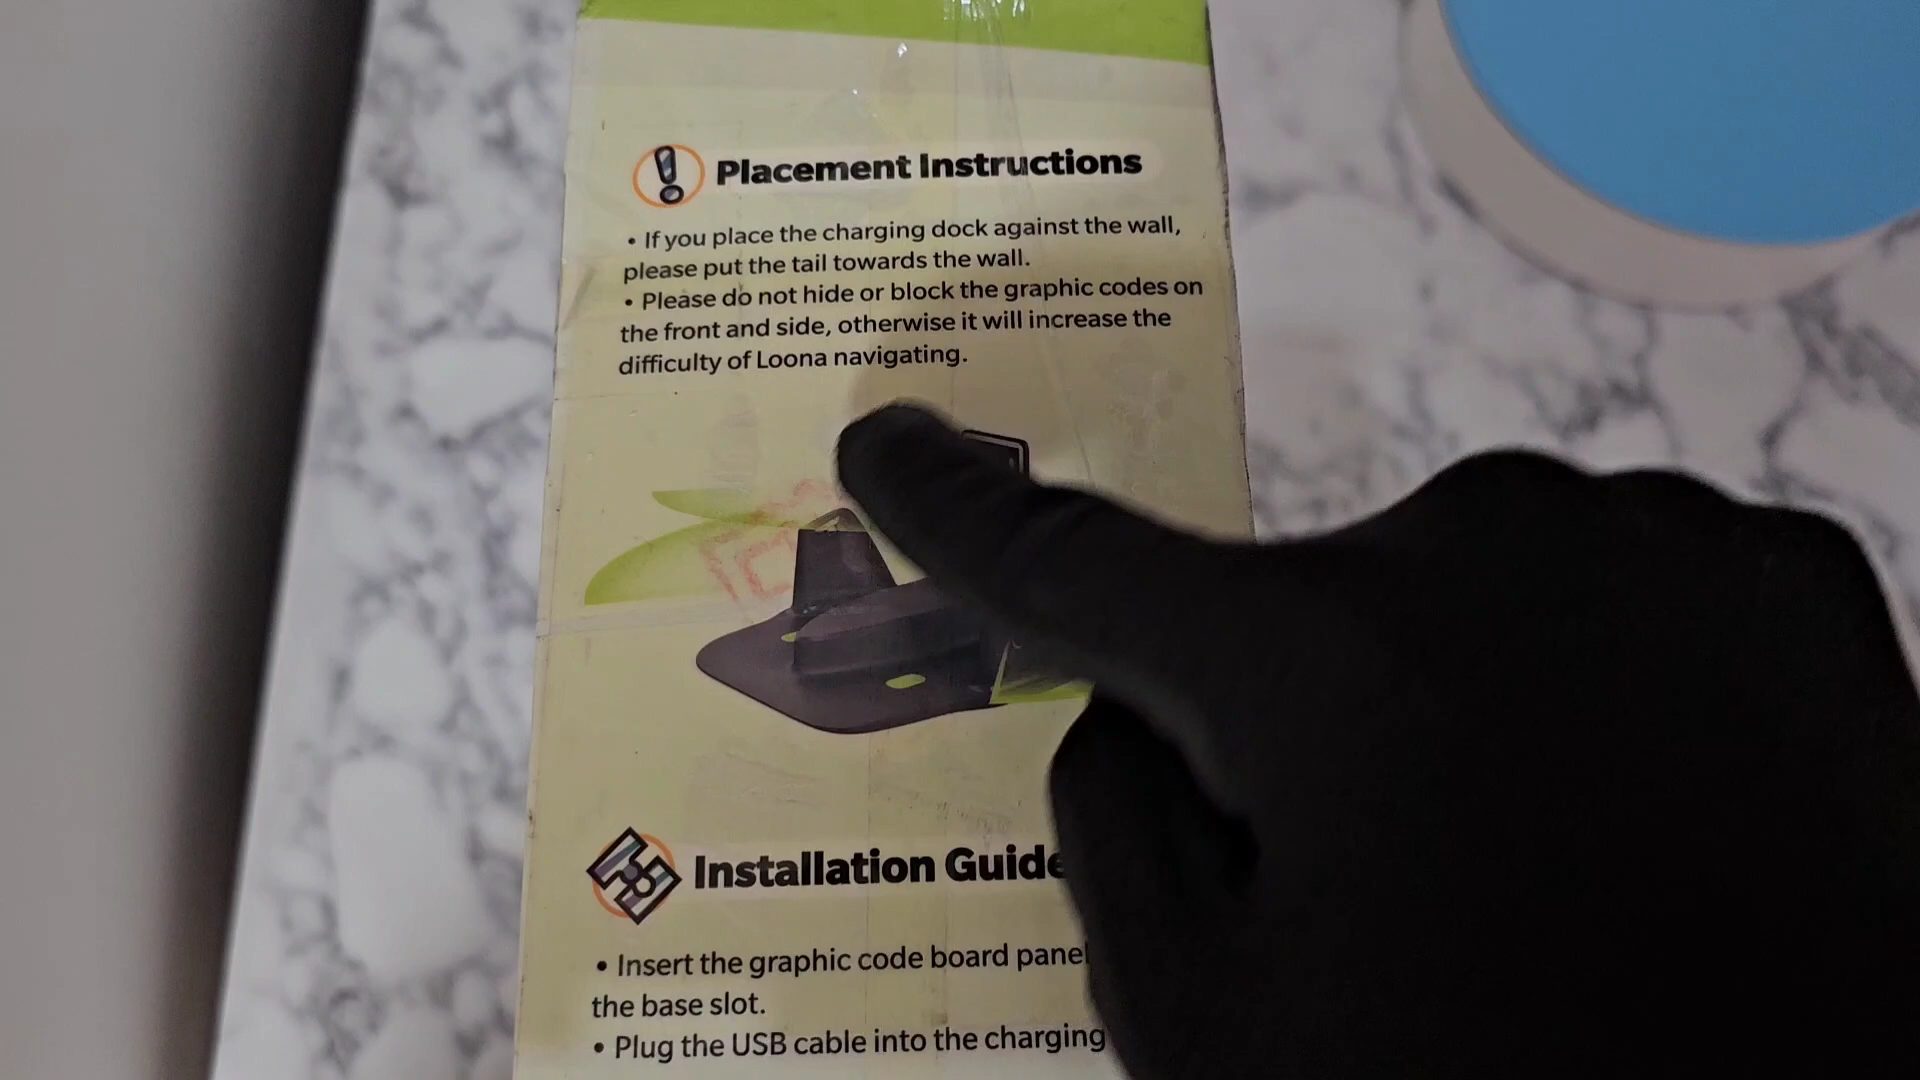 Placement Instructions
• If you place the charging dock against the wall,
please put the tail towards the wall.
• Please do not hide or block the graphic codes on
the front and side, otherwise it will increase the
difficulty of Loona navigating.
Installation Guide
• Insert the graphic code board panel
the base slot.
• Plug the USB cable into the charging